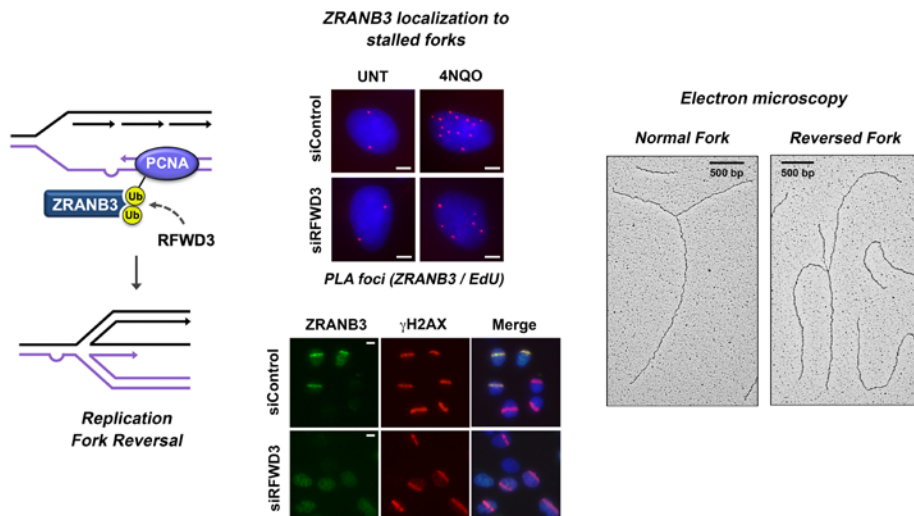 ZRANB3 localization to
stalled forks
UNT
4NQO
siControl
siRFWD3
PLA foci (ZRANB3 / EdU)
PCNA
ZRANB3
Ub
Ub
RFWD3
Replication
Fork Reversal
ZRANB3
γH2AX
Merge
siControl
siRFWD3
Electron microscopy
Normal Fork
Reversed Fork
500 bp
500 bp